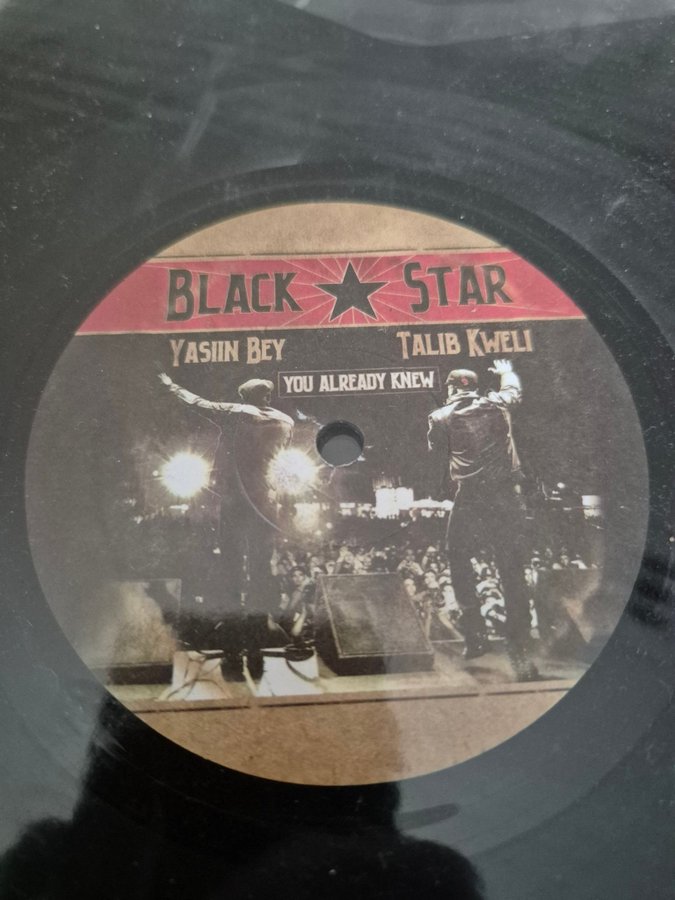 BLACK STAR
YASIIN BEY TALIB KWELI
YOU ALREADY KNEW